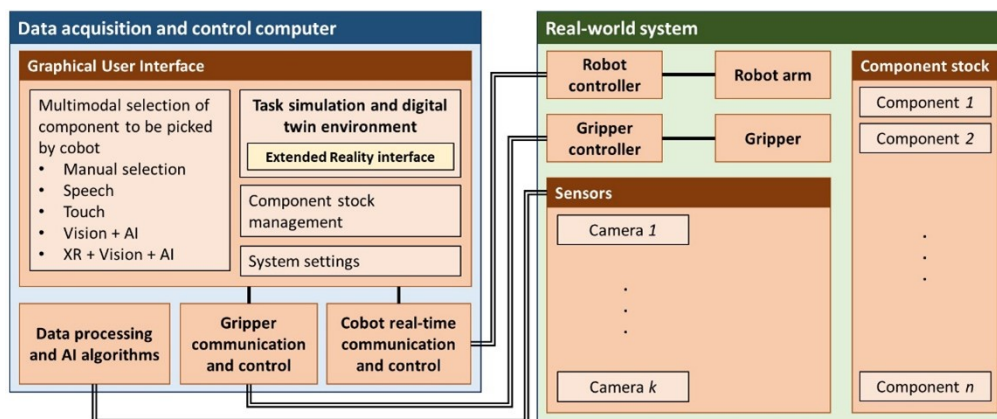 Data acquisition and control computer
Graphical User Interface
Multimodal selection of
component to be picked
by cobot
• Manual selection
• Speech
• Touch
• Vision + AI
• XR + Vision + AI
Task simulation and digital
twin environment
Extended Reality interface
Component stock
management
System settings
Data processing
and AI algorithms
Gripper
communication
and control
Cobot real-time
communication
and control
Real-world system
Robot
controller
Robot arm
Gripper
controller
Gripper
Sensors
Camera 1
.
.
.
Camera k
Component stock
Component 1
Component 2
.
.
.
Component n